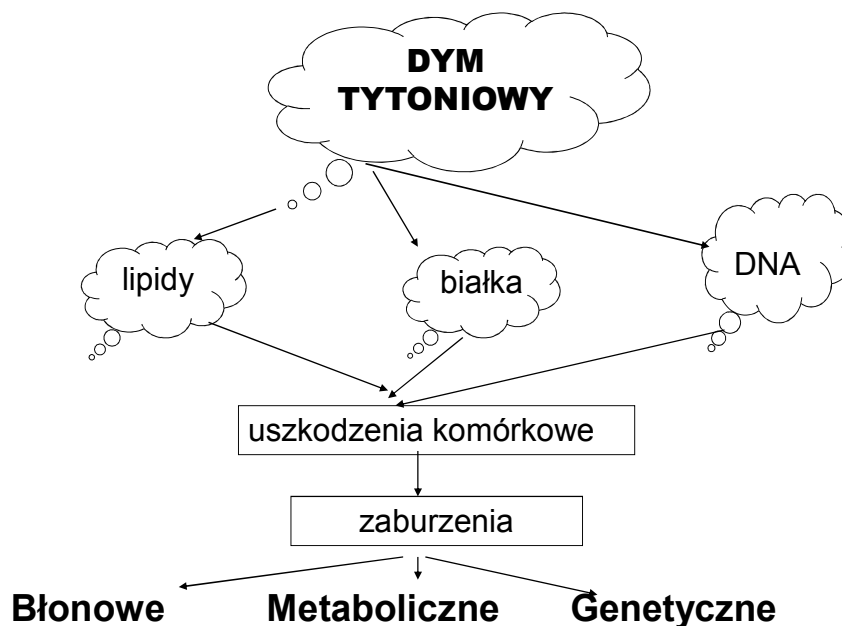 DYM
TYTONIOWY
lipidy
białka
DNA
uszkodzenia komórkowe
zaburzenia
Błonowe Metaboliczne Genetyczne